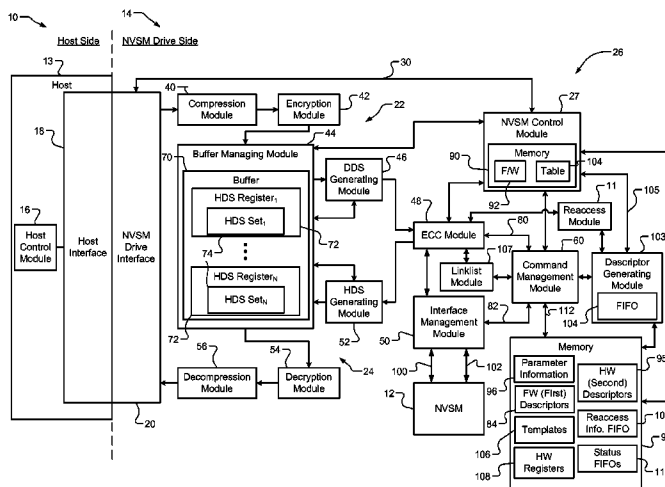 10
14
Host Side
NVSM Drive Side
13
30
26
Host
40
Compression Module
Encryption Module
42
22
27
NVSM Control Module
18
44
Buffer Managing Module
70
Buffer
HDS Register1
HDS Set1
74
72
HDS RegisterN
HDS SetN
72
DDS Generating Module
46
90
Memory
F/W
Table
104
92
48
ECC Module
80
11
Reaccess Module
105
107
60
103
16
Host Control Module
Host Interface
NVSM Drive Interface
Linklist Module
Command Management Module
Descriptor Generating Module
FIFO
104
HDS Generating Module
52
82
112
Interface Management Module
50
56
54
24
Decompression Module
Decryption Module
100
102
12
NVSM
20
Memory
Parameter Information
96
HW (Second) Descriptors
95
FW (First) Descriptors
84
Reaccess Info. FIFO
10
Templates
106
9
HW Registers
108
Status FIFOs
11